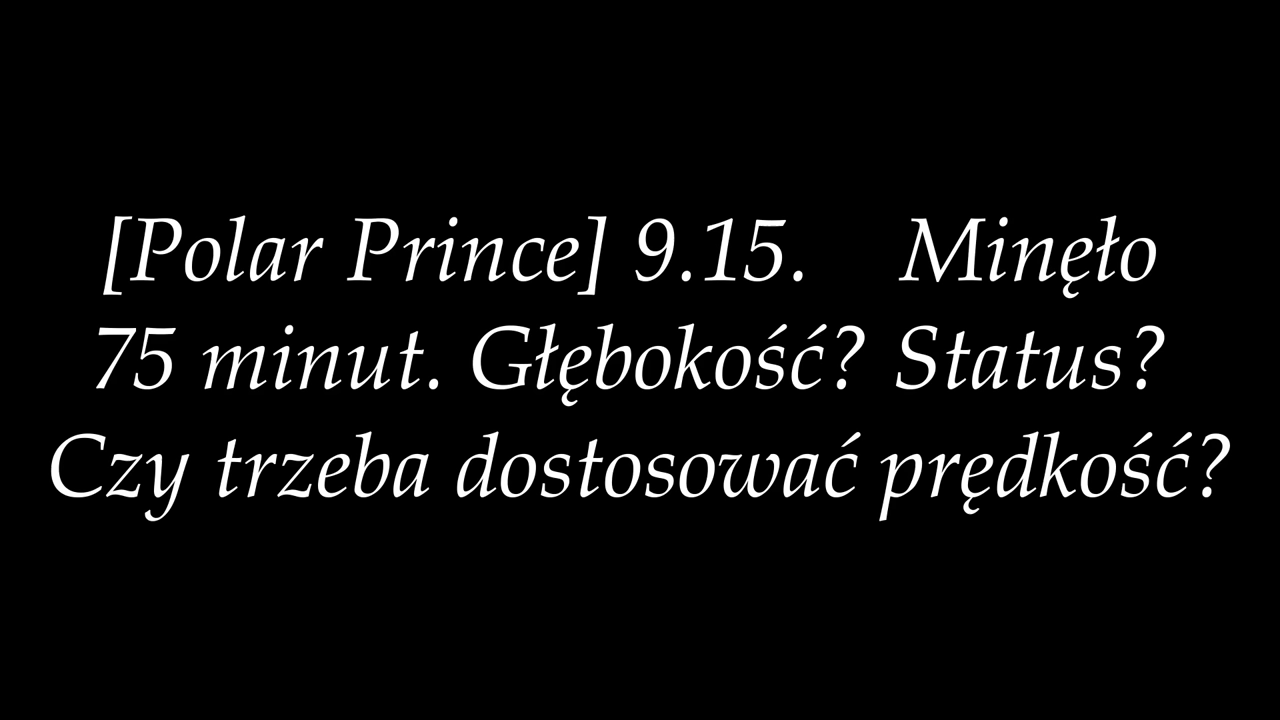 [Polar Prince] 9.15. Minęło
75 minut. Głębokość? Status?
Czy trzeba dostosować prędkość?